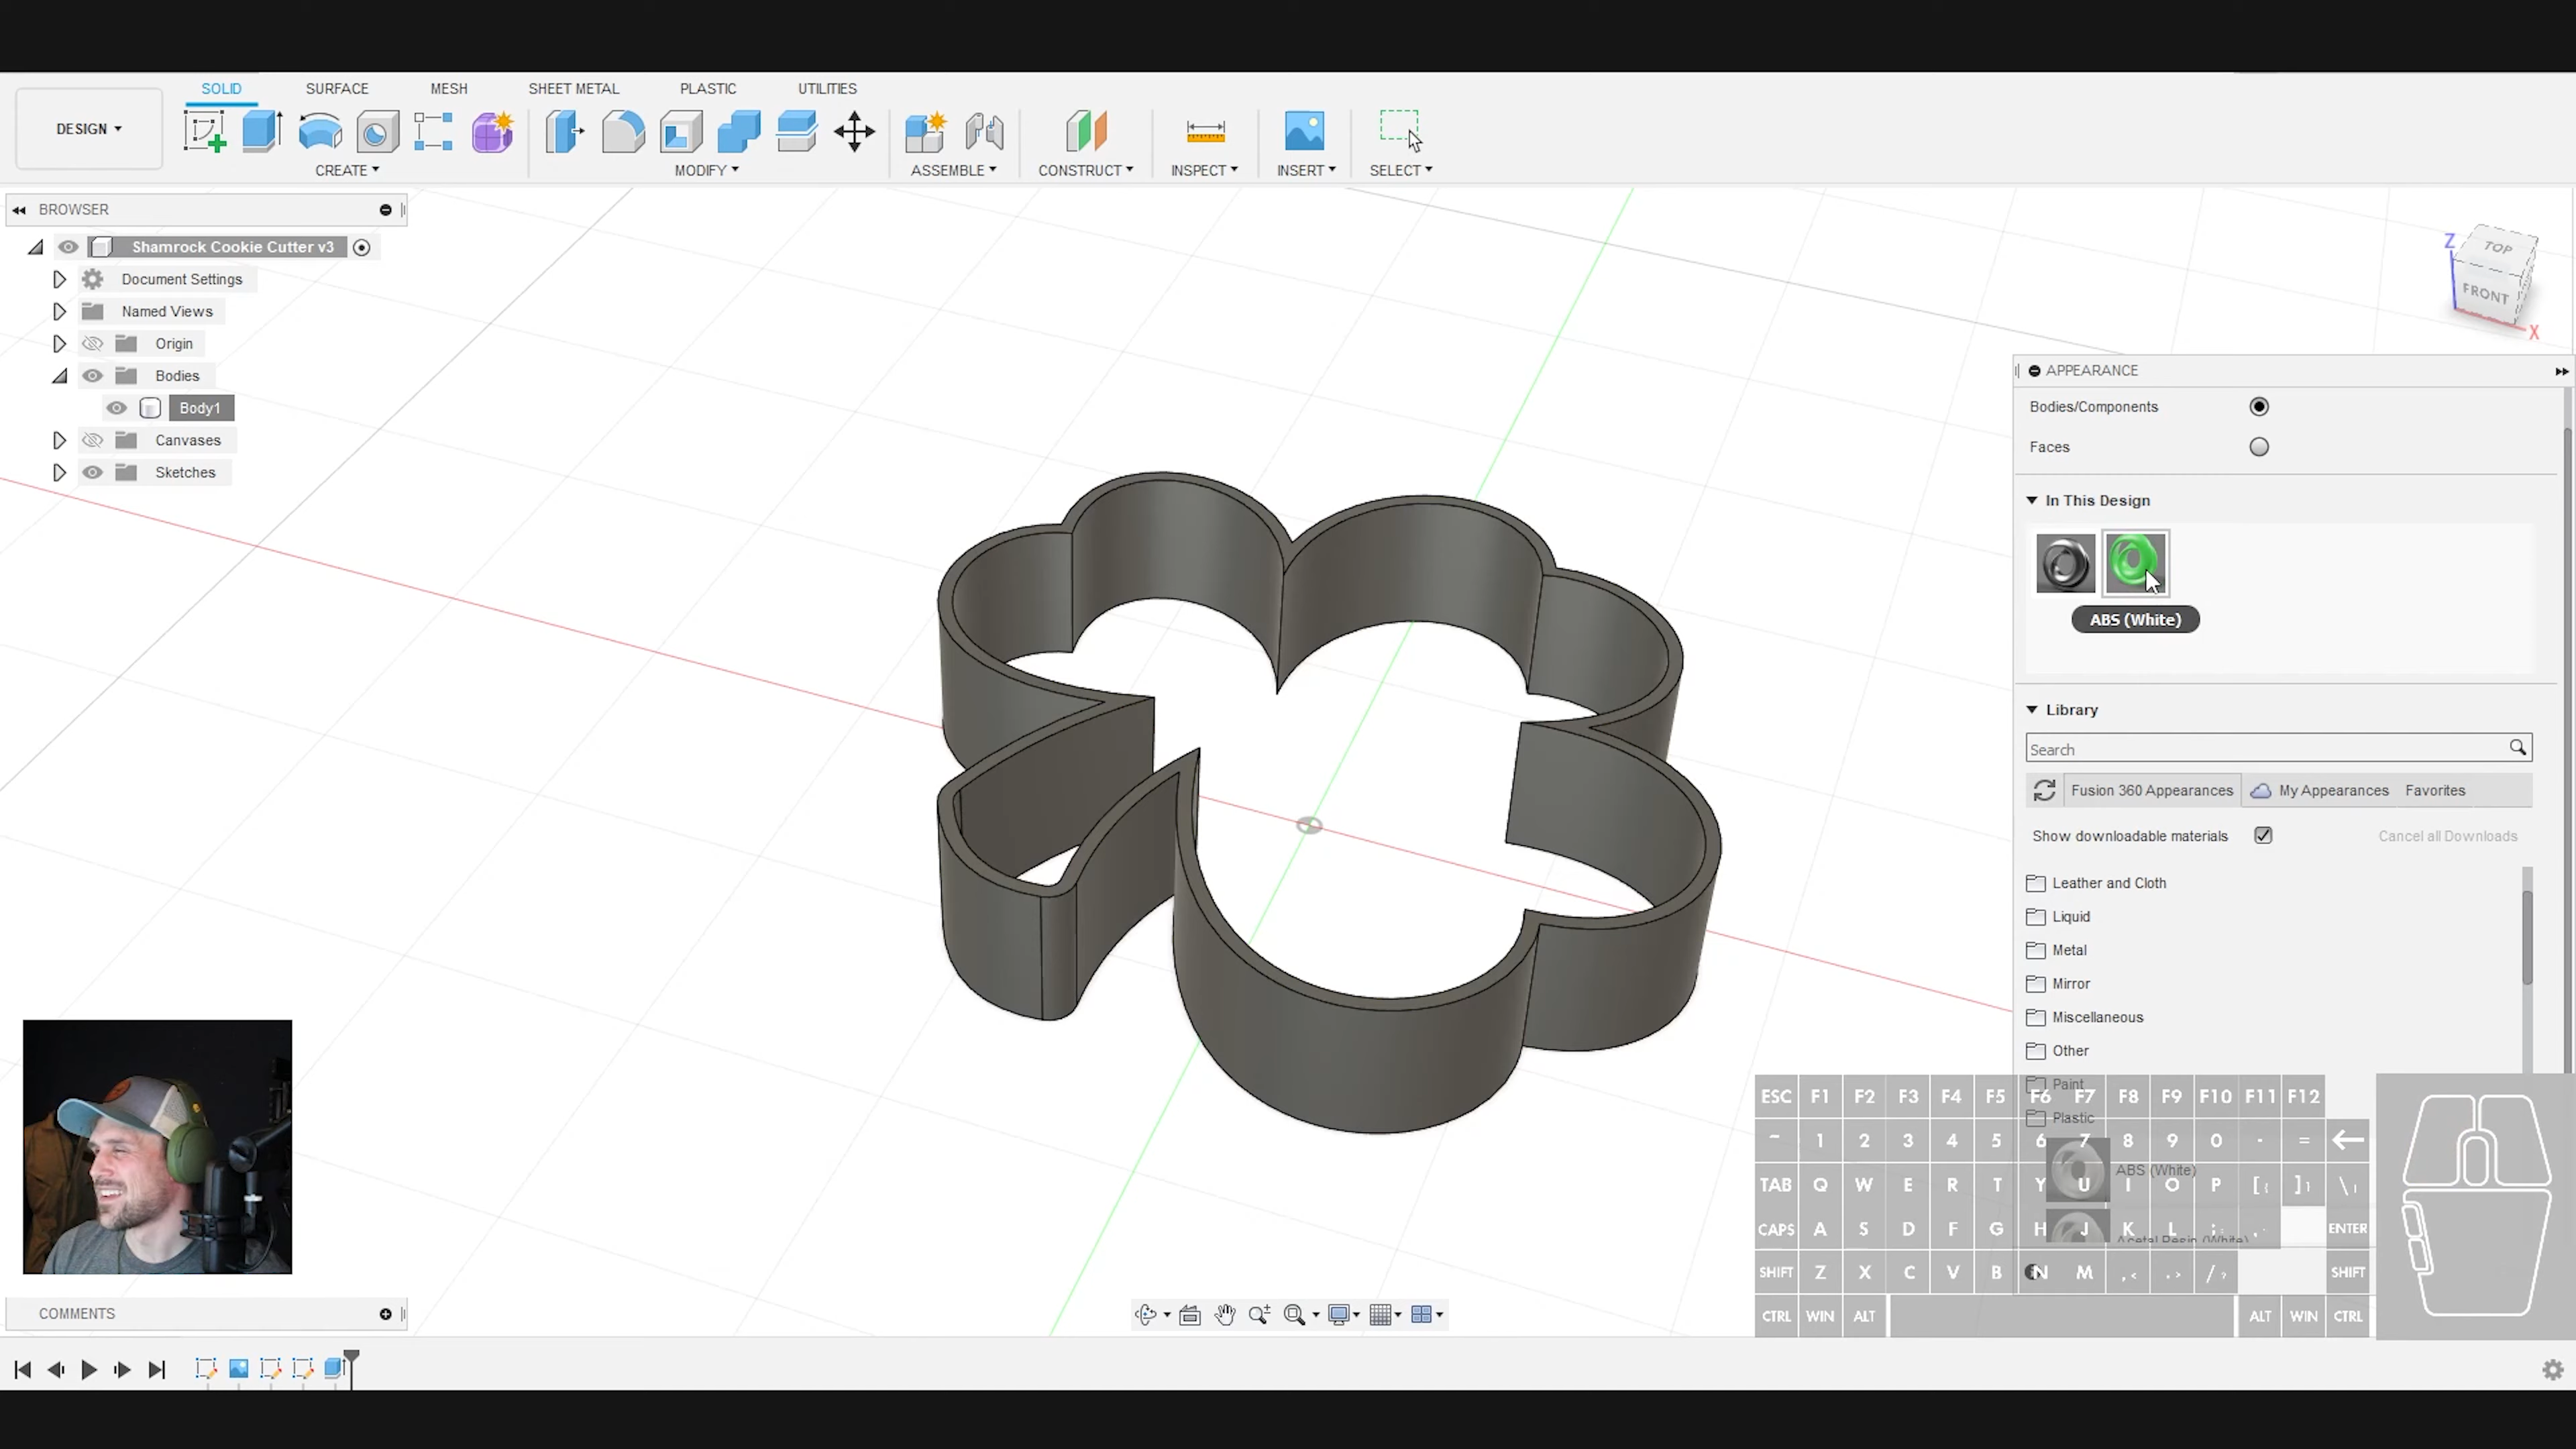 SOLID SURFACE MESH SHEET METAL PLASTIC UTILITIES
DESIGN
CREATE MODIFY ASSEMBLE CONSTRUCT INSPECT INSERT SELECT
BROWSER
Shamrock Cookie Cutter v3
Document Settings
Named Views
Origin
Bodies
Body1
Canvases
Sketches
Z
TOP
FRONT
X
APPEARANCE
Bodies/Components
Faces
In This Design
ABS (White)
Library
Search
Fusion 360 Appearances My Appearances Favorites
Show downloadable materials Cancel all Downloads
Leather and Cloth
Liquid
Metal
Mirror
Miscellaneous
Other
Paint
Plastic
ABS (White)
Acetal Resin (White)
ESC F1 F2 F3 F4 F5 F6 F7 F8 F9 F10 F11 F12
~ 1 2 3 4 5 6 7 8 9 0 - =
TAB Q W E R T Y U I O P [ ] \
CAPS A S D F G H J K L ; ENTER
SHIFT Z X C V B N M , < . > / ? SHIFT
CTRL WIN ALT ALT WIN CTRL
COMMENTS